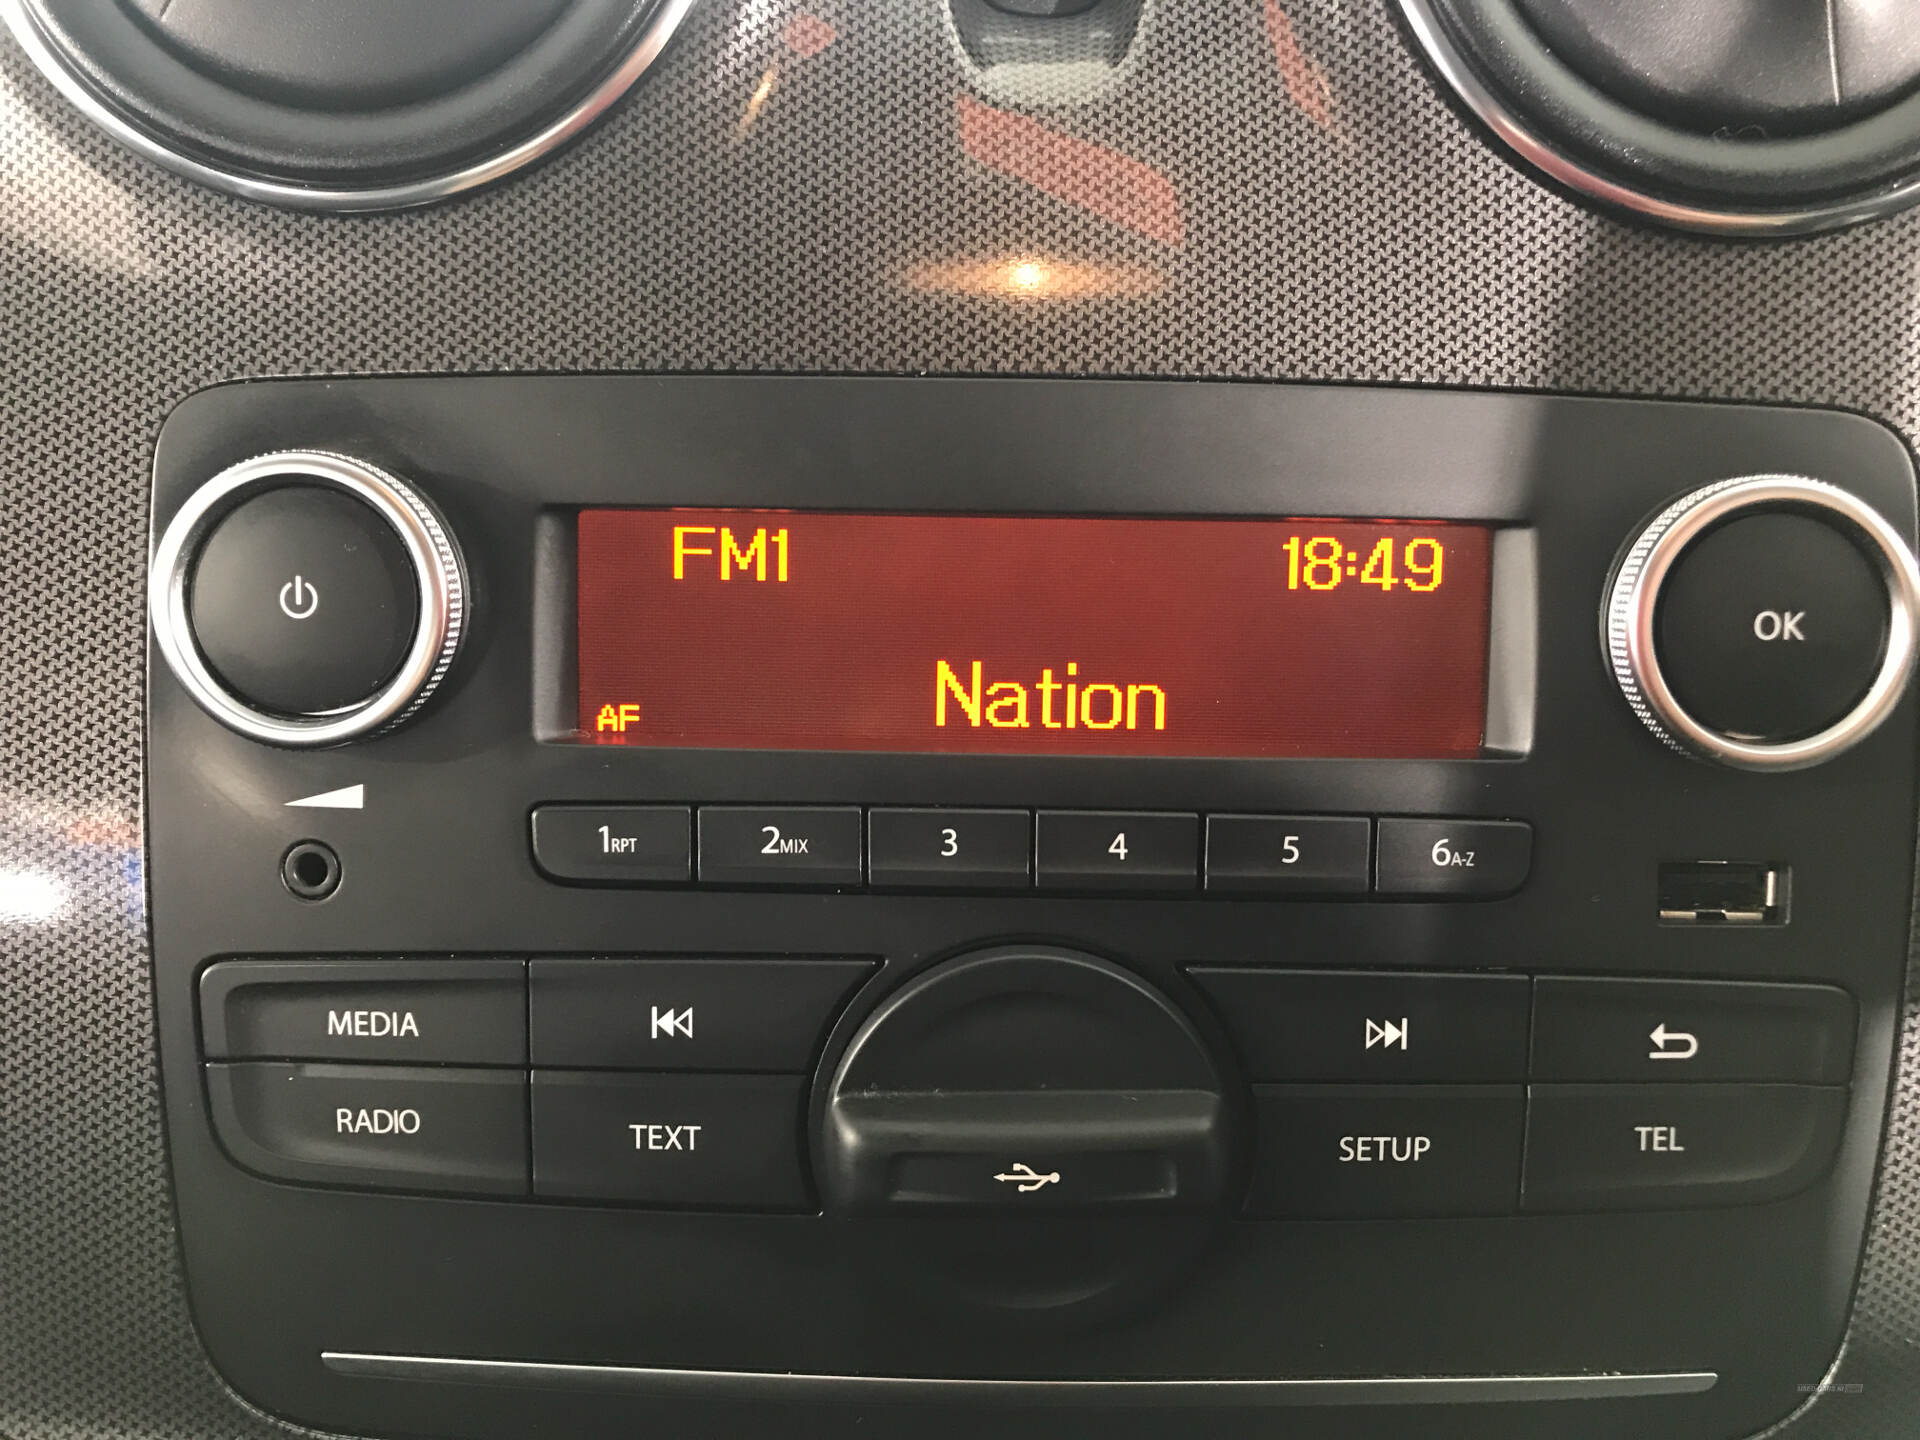 FM1 18:49
Nation
AF
OK
1RPT 2MIX 3 4 5 6A-Z
MEDIA
RADIO TEXT SETUP TEL